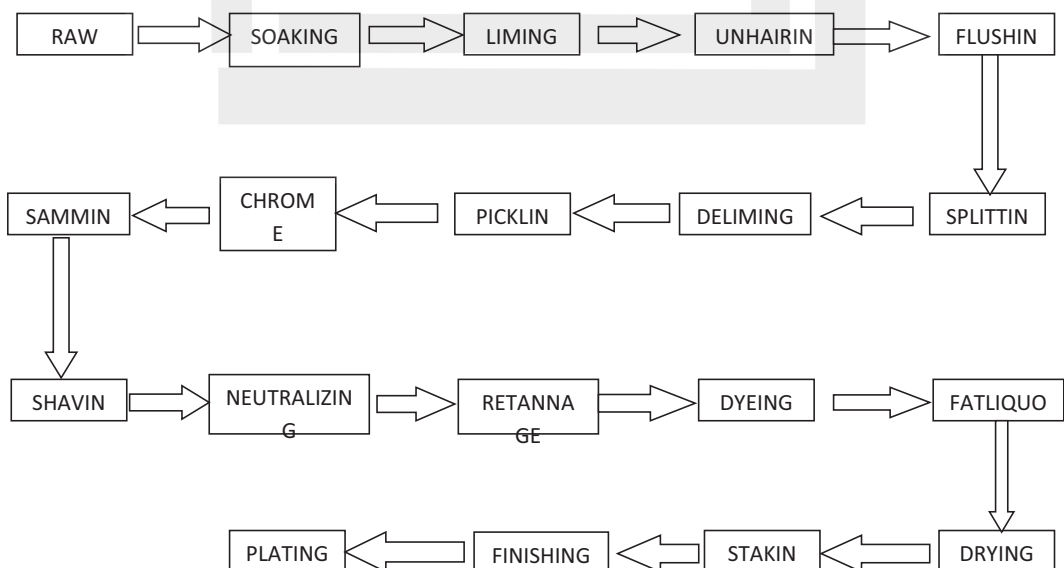 RAW
SOAKING
LIMING
UNHAIRIN
FLUSHIN
SPLITTIN
DELIMING
PICKLIN
CHROM
E
SAMMIN
SHAVIN
NEUTRALIZIN
G
RETANNA
GE
DYEING
FATLIQUO
DRYING
STAKIN
FINISHING
PLATING